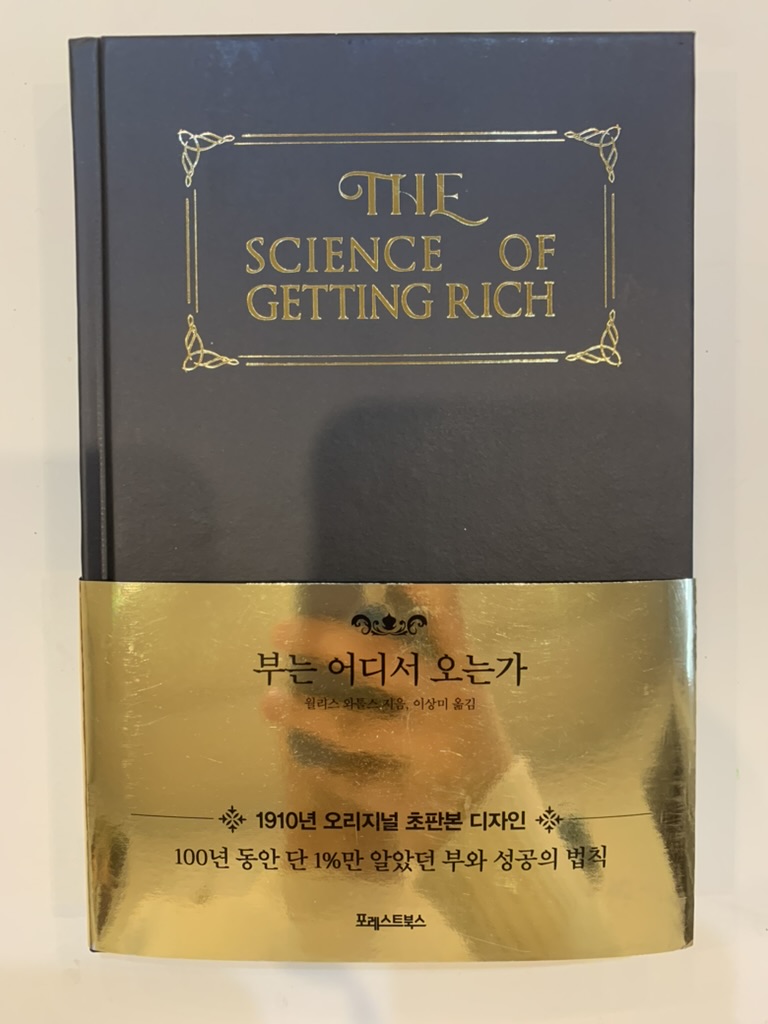 THE
SCIENCE OF
GETTING RICH
부는 어디서 오는가
월리스 와틀스 지음, 이상미 옮김
1910년 오리지널 초판본 디자인
100년 동안 단 1%만 알았던 부와 성공의 법칙
포레스트북스